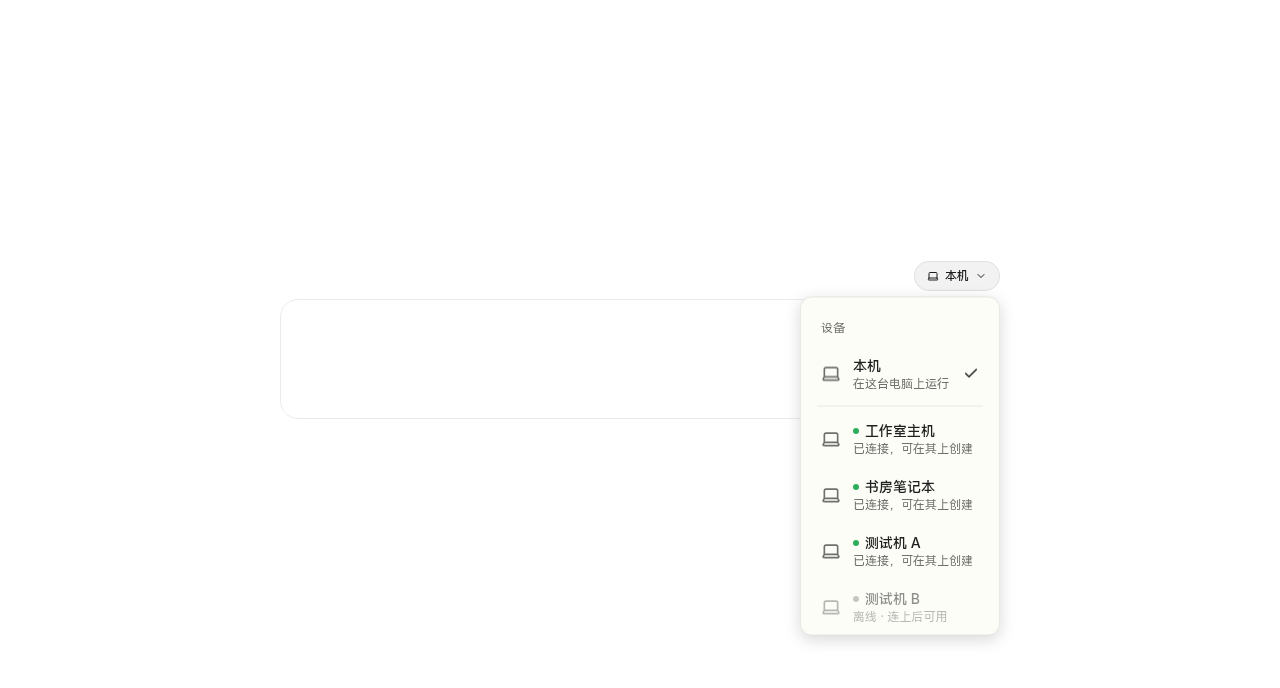 本机
设备
本机
在这台电脑上运行
工作室主机
已连接，可在其上创建
书房笔记本
已连接，可在其上创建
测试机 A
已连接，可在其上创建
测试机 B
离线 · 连上后可用